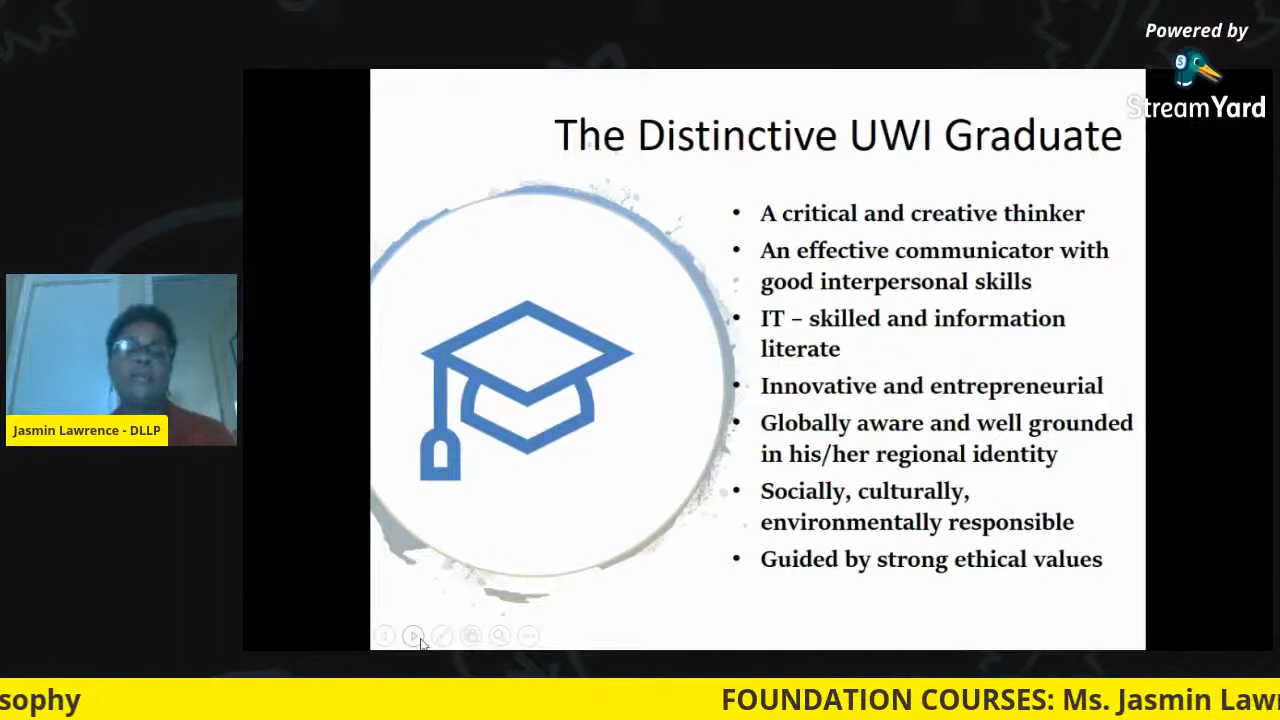 Powered by
StreamYard
The Distinctive UWI Graduate
• A critical and creative thinker
• An effective communicator with
good interpersonal skills
• IT – skilled and information
literate
• Innovative and entrepreneurial
• Globally aware and well grounded
in his/her regional identity
• Socially, culturally,
environmentally responsible
• Guided by strong ethical values
Jasmin Lawrence - DLLP
sophy
FOUNDATION COURSES: Ms. Jasmin Law